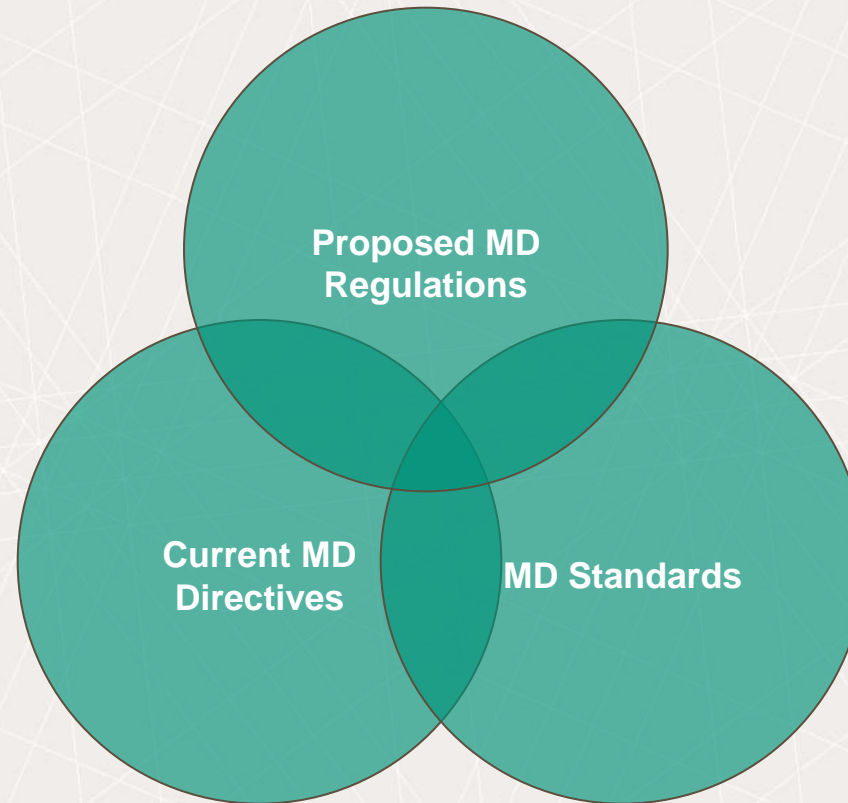 Proposed MD
Regulations
Current MD
Directives
MD Standards